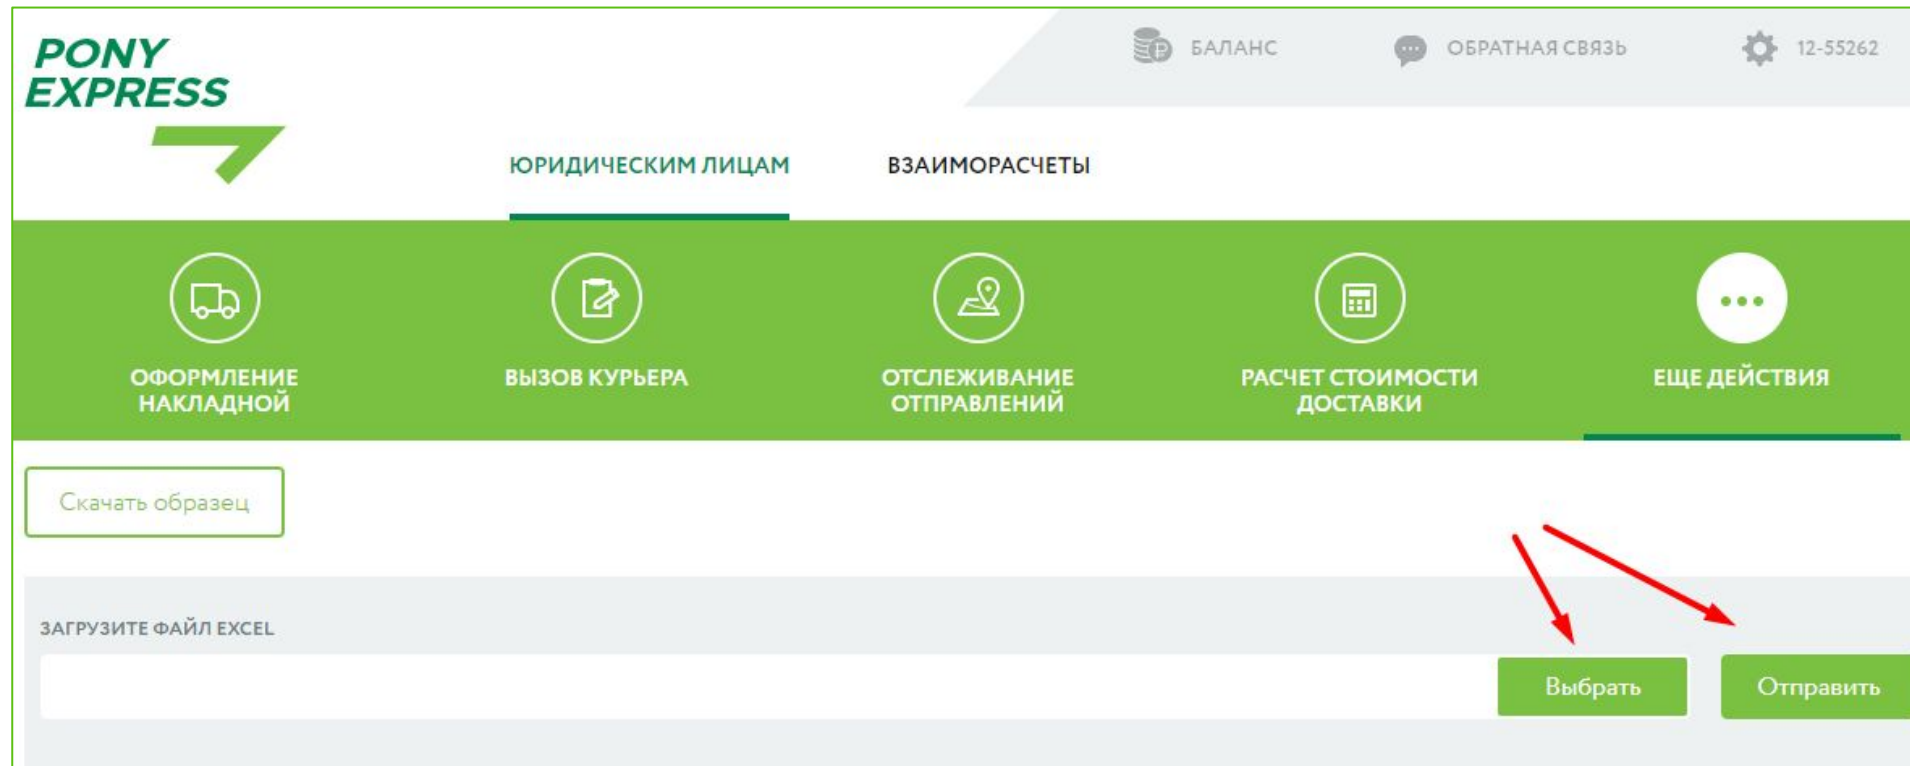 PONY
EXPRESS
БАЛАНС
ОБРАТНАЯ СВЯЗЬ
12-55262
ЮРИДИЧЕСКИМ ЛИЦАМ
ВЗАИМОРАСЧЕТЫ
ОФОРМЛЕНИЕ
НАКЛАДНОЙ
ВЫЗОВ КУРЬЕРА
ОТСЛЕЖИВАНИЕ
ОТПРАВЛЕНИЙ
РАСЧЕТ СТОИМОСТИ
ДОСТАВКИ
ЕЩЕ ДЕЙСТВИЯ
Скачать образец
ЗАГРУЗИТЕ ФАЙЛ EXCEL
Выбрать
Отправить